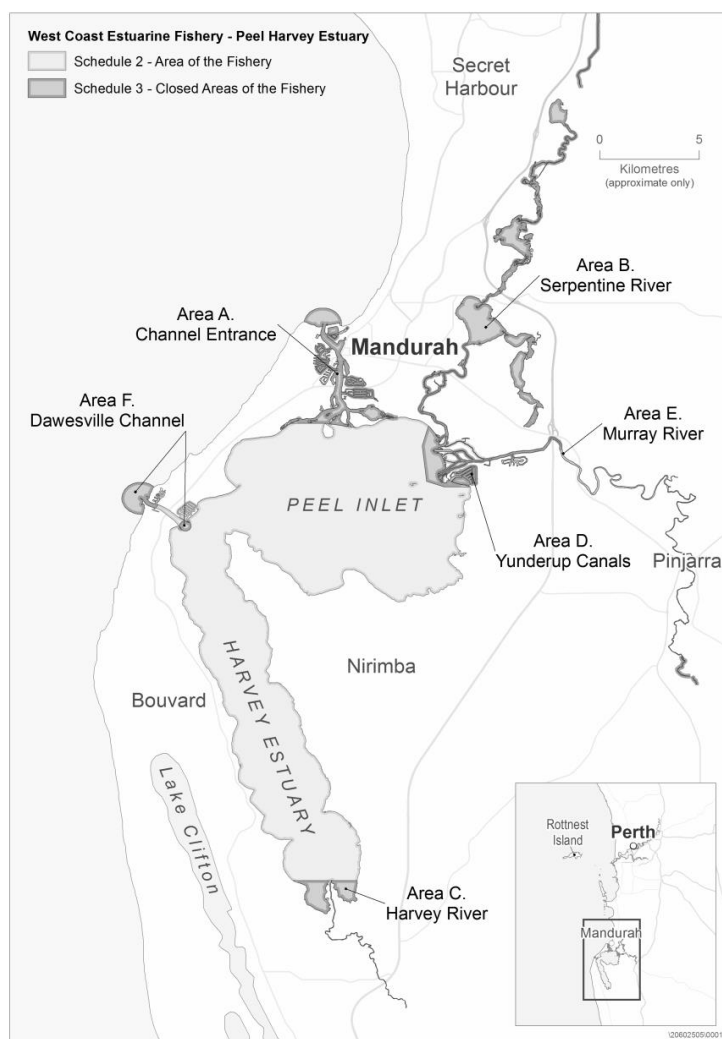 West Coast Estuarine Fishery - Peel Harvey Estuary
Schedule 2 - Area of the Fishery
Schedule 3 - Closed Areas of the Fishery
Secret
Harbour
0 5
Kilometres
(approximate only)
Area B.
Serpentine River
Area A.
Channel Entrance
Mandurah
Area F.
Dawesville Channel
Area E.
Murray River
PEEL INLET
Area D.
Yunderup Canals
Pinjarra
Nirimba
Bouvard
HARVEY ESTUARY
Lake Clifton
Area C.
Harvey River
Rottnest
Island
Perth
Mandurah
\20602505\0001